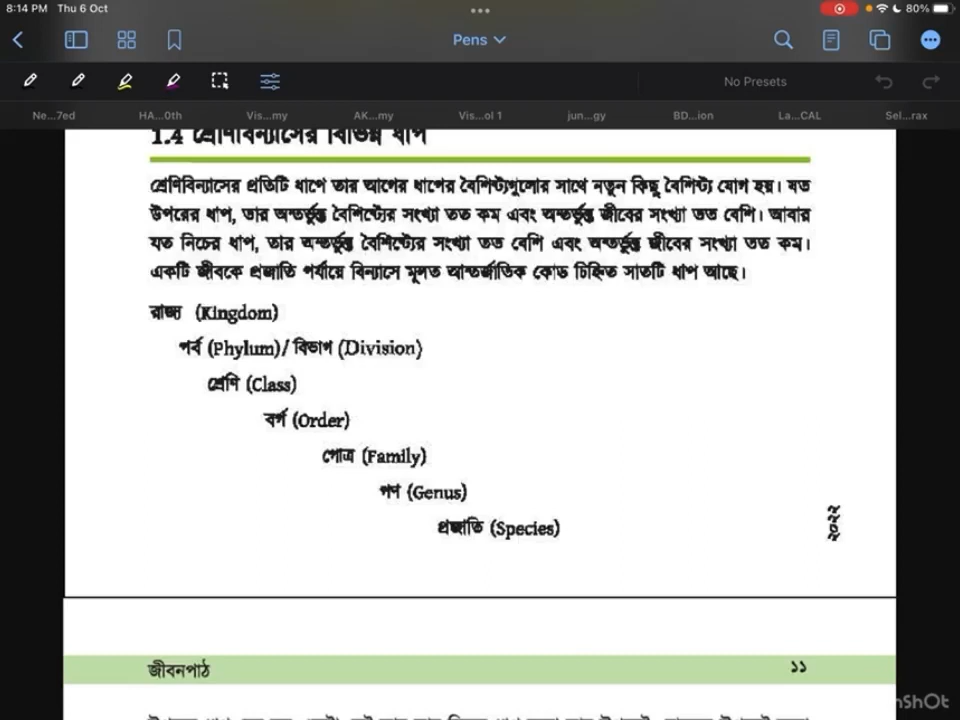 8:14 PM Thu 6 Oct
80%
Pens
No Presets
Ne...7ed HA...0th Vis...my AK...my Vis...ol 1 jun...gy BD...ion La...CAL Sel...rax
1.4 শ্রেণিবিন্যাসের বিভিন্ন ধাপ
শ্রেণিবিন্যাসের প্রতিটি ধাপে তার আগের ধাপের বৈশিষ্ট্যগুলোর সাথে নতুন কিছু বৈশিষ্ট্য যোগ হয়। যত
উপরের ধাপ, তার অন্তর্ভুক্ত বৈশিষ্ট্যের সংখ্যা তত কম এবং অন্তর্ভুক্ত জীবের সংখ্যা তত বেশি। আবার
যত নিচের ধাপ, তার অন্তর্ভুক্ত বৈশিষ্ট্যের সংখ্যা তত বেশি এবং অন্তর্ভুক্ত জীবের সংখ্যা তত কম।
একটি জীবকে প্রজাতি পর্যায়ে বিন্যাসে মূলত আন্তর্জাতিক কোড চিহ্নিত সাতটি ধাপ আছে।
রাজ্য (Kingdom)
পর্ব (Phylum)/ বিভাগ (Division)
শ্রেণি (Class)
বর্গ (Order)
গোত্র (Family)
গণ (Genus)
প্রজাতি (Species)
২০২২
জীবনপাঠ ১১